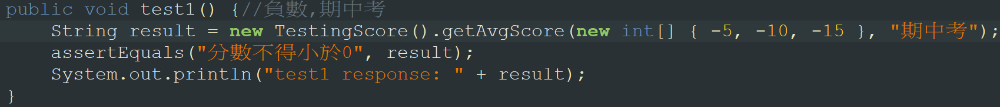 public void test1() {//負數,期中考
    String result = new TestingScore().getAvgScore(new int[] { -5, -10, -15 }, "期中考");
    assertEquals("分數不得小於0", result);
    System.out.println("test1 response: " + result);
}